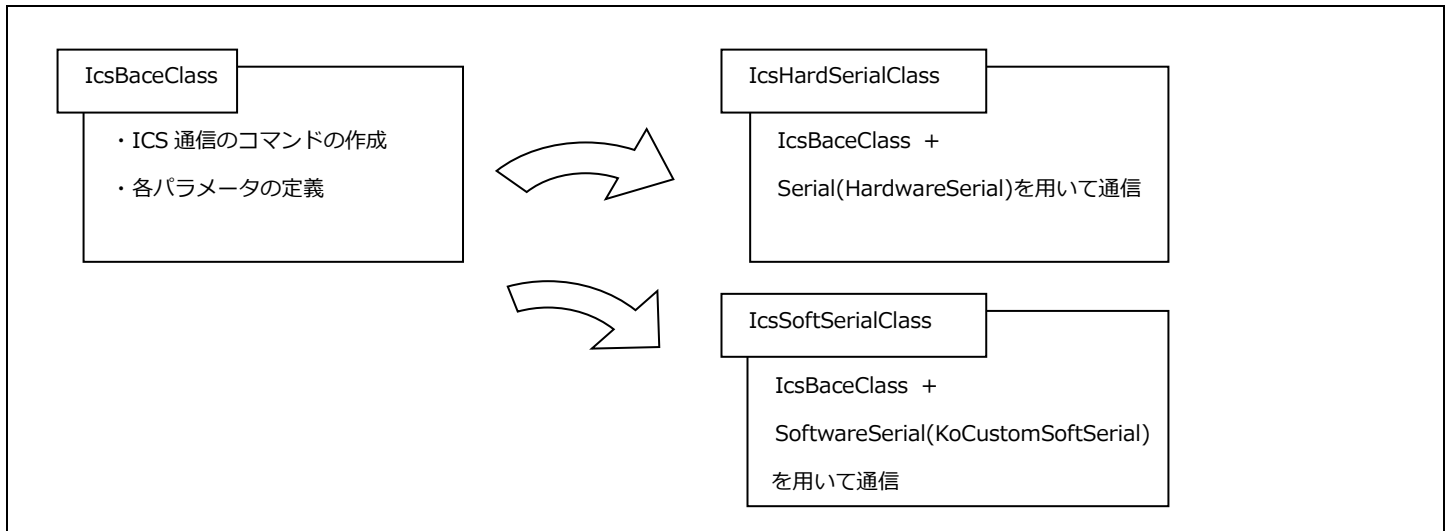 IcsBaceClass
・ICS 通信のコマンドの作成
・各パラメータの定義
IcsHardSerialClass
IcsBaceClass +
Serial(HardwareSerial)を用いて通信
IcsSoftSerialClass
IcsBaceClass +
SoftwareSerial(KoCustomSoftSerial)
を用いて通信